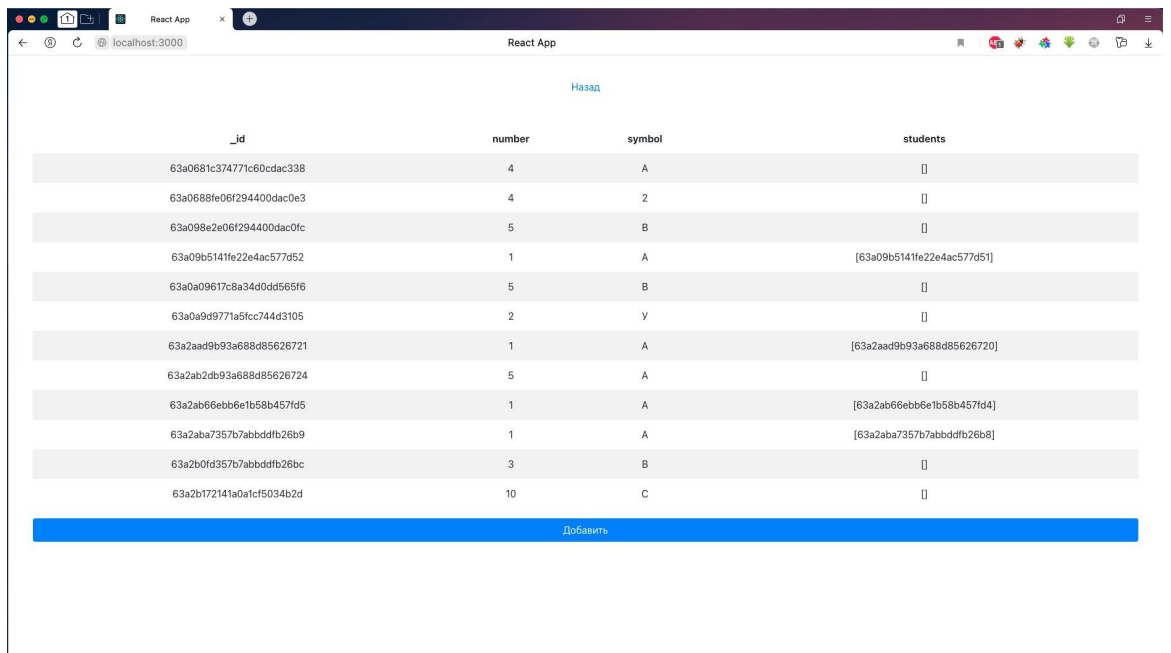 1 React App
localhost:3000 React App
Назад
_id number symbol students
63a0681c374771c60cdac338 4 A []
63a0688fe06f294400dac0e3 4 2 []
63a098e2e06f294400dac0fc 5 B []
63a09b5141fe22e4ac577d52 1 A [63a09b5141fe22e4ac577d51]
63a0a09617c8a34d0dd565f6 5 B []
63a0a9d9771a5fcc744d3105 2 У []
63a2aad9b93a688d85626721 1 A [63a2aad9b93a688d85626720]
63a2ab2db93a688d85626724 5 A []
63a2ab66ebb6e1b58b457fd5 1 A [63a2ab66ebb6e1b58b457fd4]
63a2aba7357b7abbddfb26b9 1 A [63a2aba7357b7abbddfb26b8]
63a2b0fd357b7abbddfb26bc 3 B []
63a2b172141a0a1cf5034b2d 10 C []
Добавить